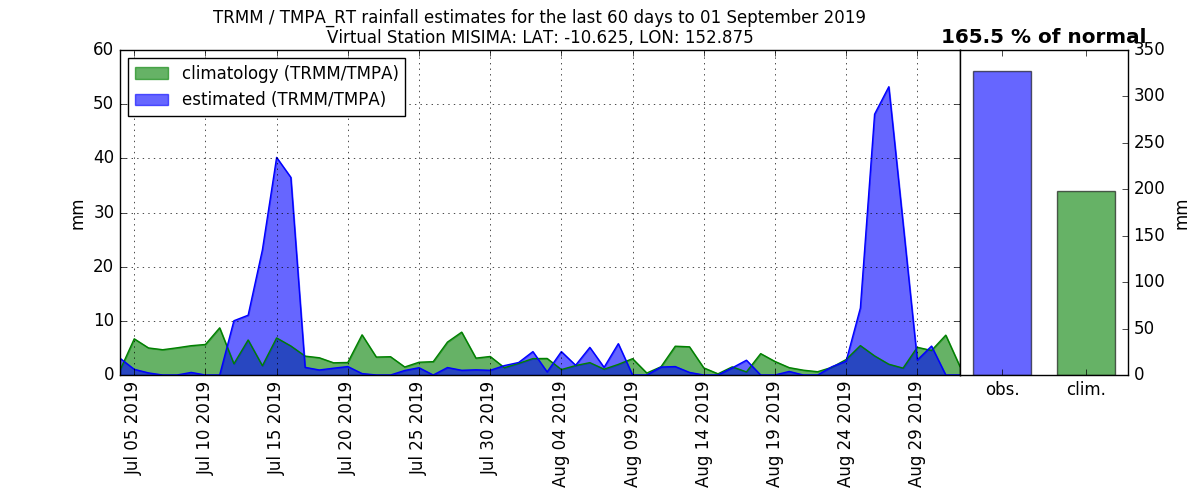 TRMM / TMPA_RT rainfall estimates for the last 60 days to 01 September 2019
Virtual Station MISIMA: LAT: -10.625, LON: 152.875
165.5 % of normal
climatology (TRMM/TMPA)
estimated (TRMM/TMPA)
60
50
40
30
20
10
0
mm
Jul 05 2019
Jul 10 2019
Jul 15 2019
Jul 20 2019
Jul 25 2019
Jul 30 2019
Aug 04 2019
Aug 09 2019
Aug 14 2019
Aug 19 2019
Aug 24 2019
Aug 29 2019
obs.
clim.
350
300
250
200
150
100
50
0
mm